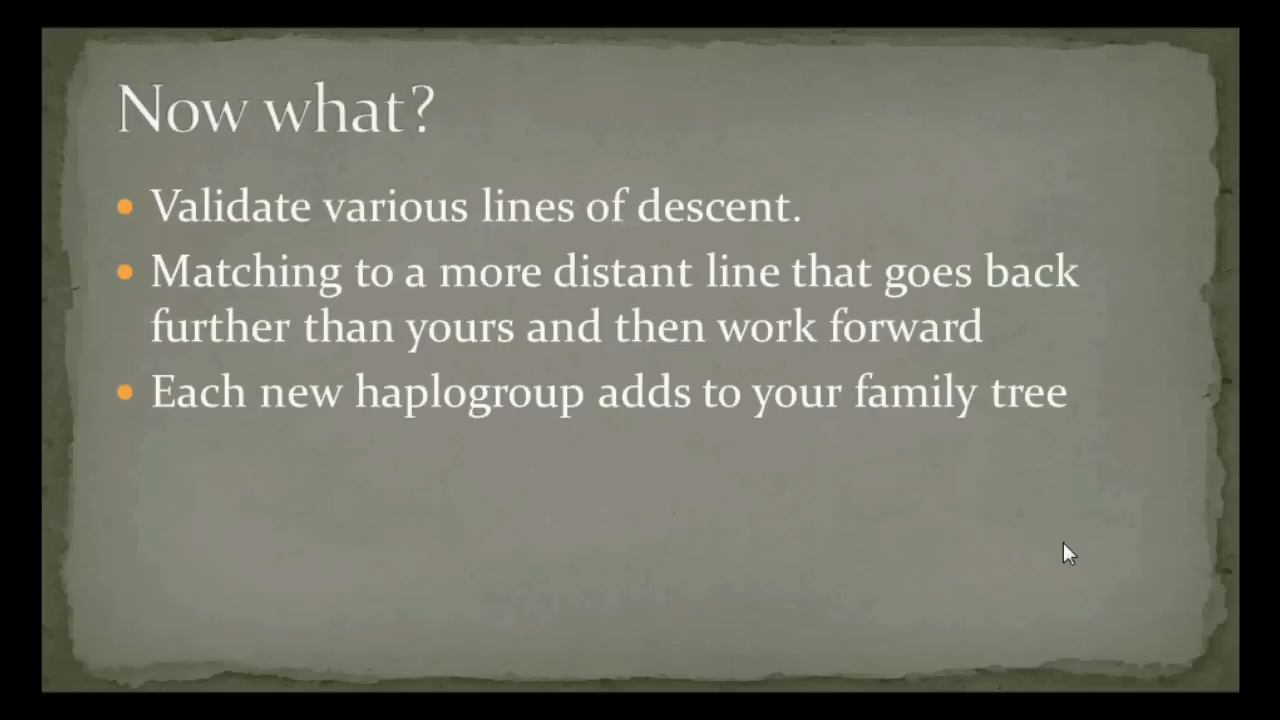 Now what?
• Validate various lines of descent.
• Matching to a more distant line that goes back
further than yours and then work forward
• Each new haplogroup adds to your family tree